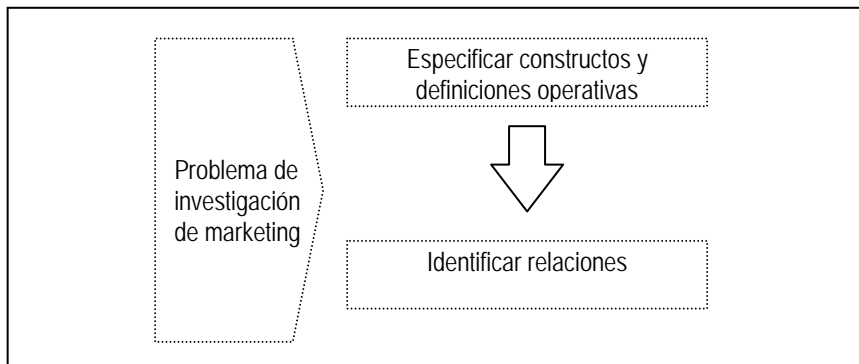 Problema de
investigación
de marketing
Especificar constructos y
definiciones operativas
Identificar relaciones